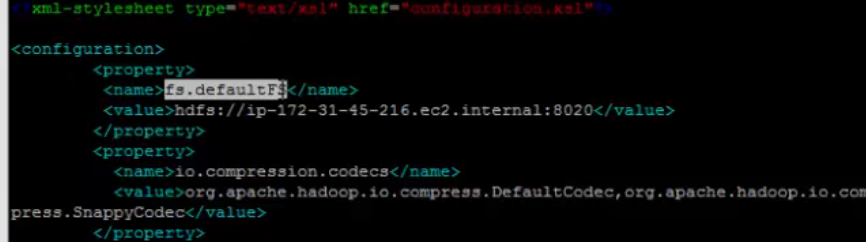 <?xml-stylesheet type="text/xsl" href="configuration.xsl"?>
<configuration>
<property>
<name>fs.defaultFS</name>
<value>hdfs://ip-172-31-45-216.ec2.internal:8020</value>
</property>
<property>
<name>io.compression.codecs</name>
<value>org.apache.hadoop.io.compress.DefaultCodec,org.apache.hadoop.io.com
press.SnappyCodec</value>
</property>